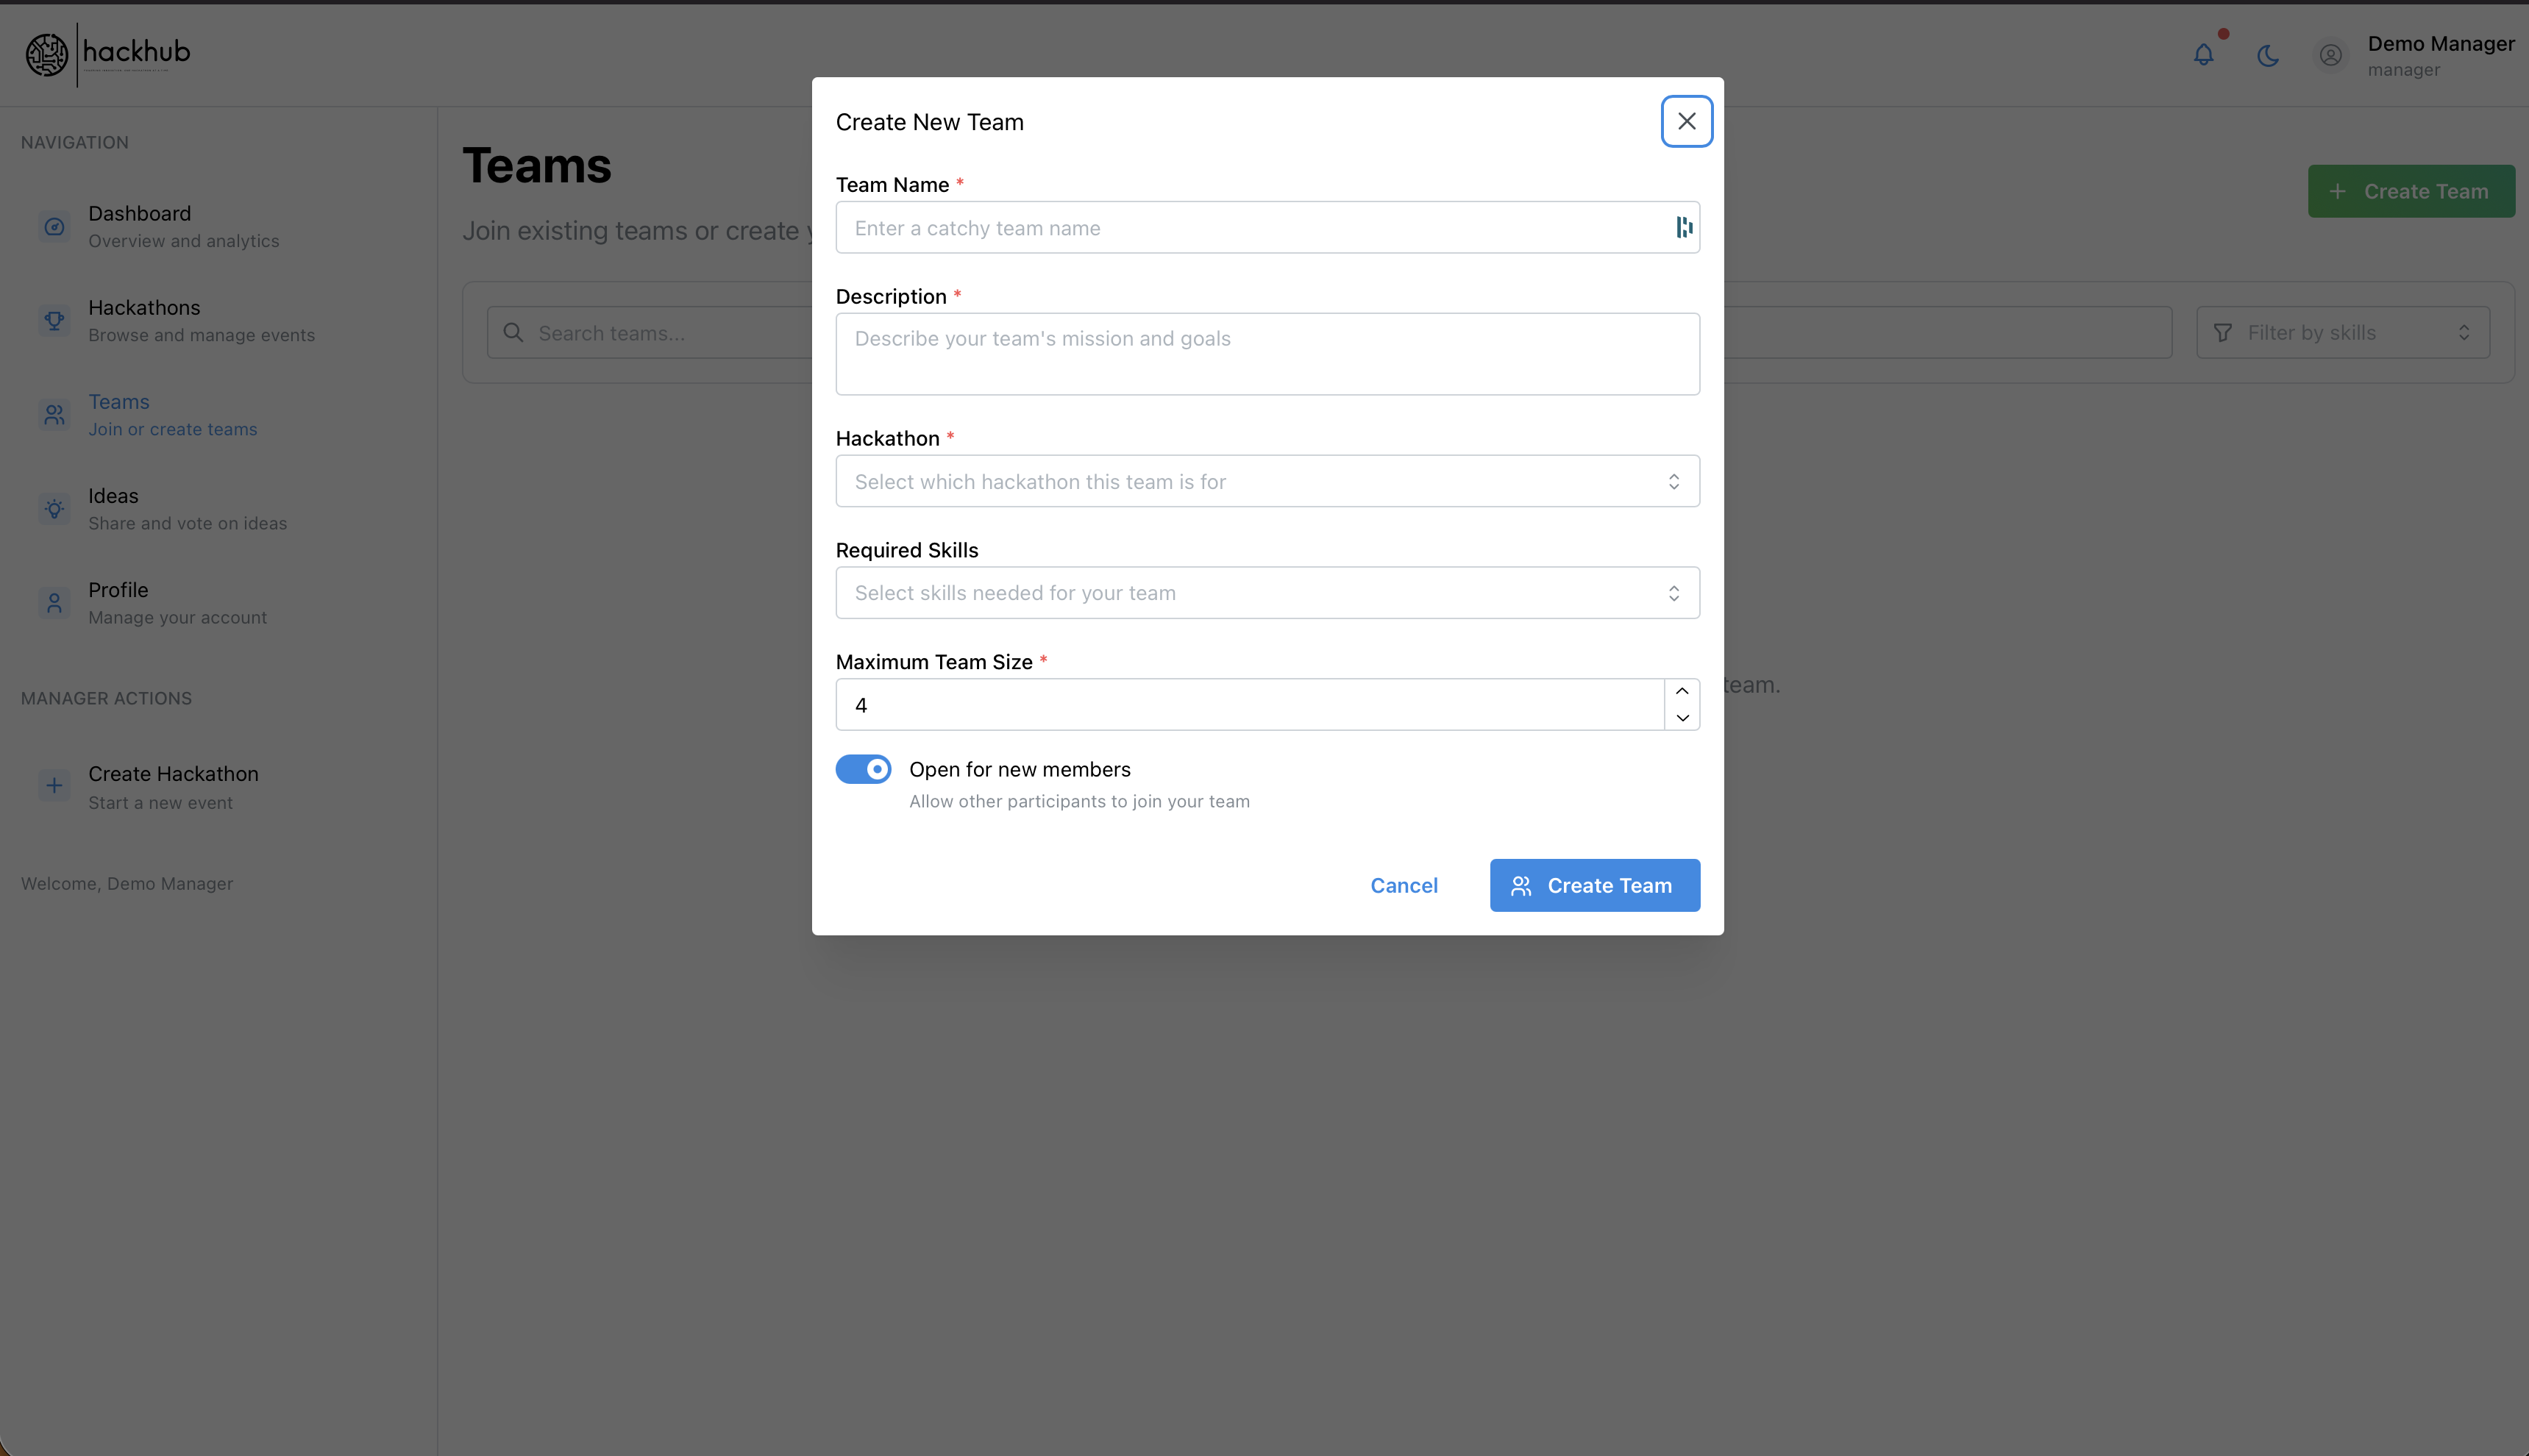 hackhub
Demo Manager
manager
NAVIGATION
Dashboard
Overview and analytics
Hackathons
Browse and manage events
Teams
Join or create teams
Ideas
Share and vote on ideas
Profile
Manage your account
MANAGER ACTIONS
Create Hackathon
Start a new event
Welcome, Demo Manager
Teams
Join existing teams or create
Create Team
Search teams...
Filter by skills
team.
Create New Team
Team Name *
Enter a catchy team name
Description *
Describe your team's mission and goals
Hackathon *
Select which hackathon this team is for
Required Skills
Select skills needed for your team
Maximum Team Size *
4
Open for new members
Allow other participants to join your team
Cancel
Create Team